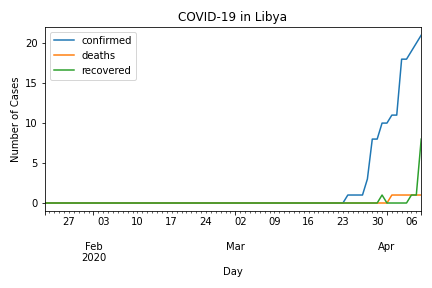 COVID-19 in Libya
confirmed
deaths
recovered
Number of Cases
20
15
10
5
0
27 03 10 17 24 02 09 16 23 30 06
Feb Mar Apr
2020
Day